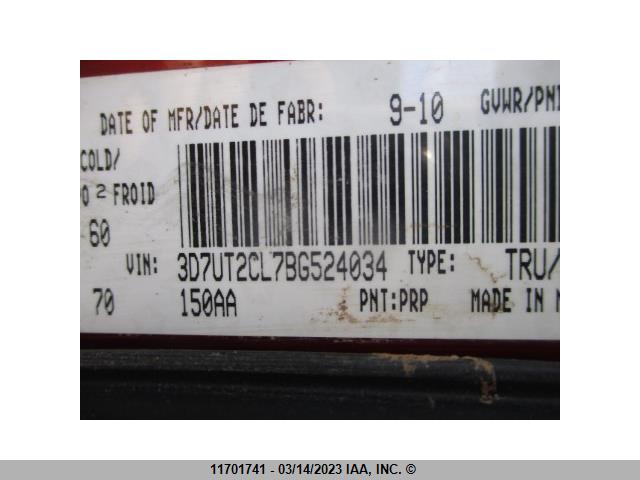 DATE OF MFR/DATE DE FABR: 9-10 GVWR/PN
COLD/
O 2 FROID
60
VIN: 3D7UT2CL7BG524034 TYPE: TRU/
70 150AA PNT:PRP MADE IN
11701741 - 03/14/2023 IAA, INC. ©